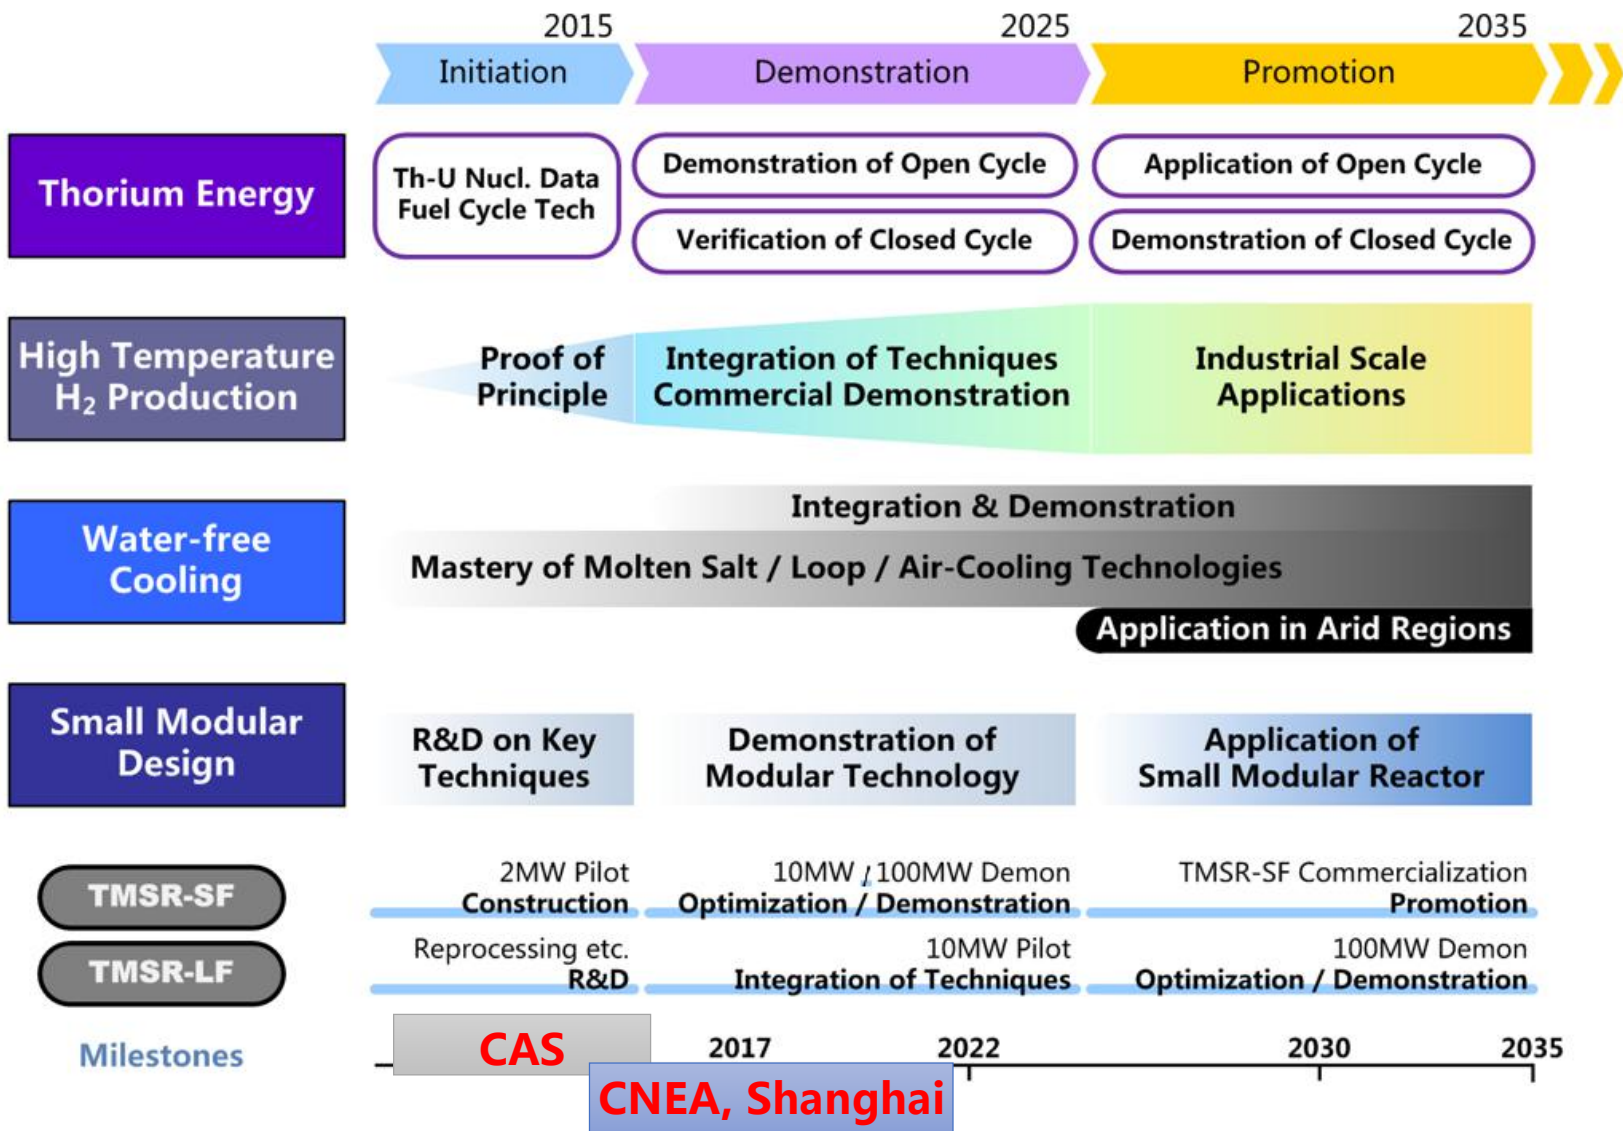 2015
2025
2035
Initiation
Demonstration
Promotion
Thorium Energy
Th-U Nucl. Data
Fuel Cycle Tech
Demonstration of Open Cycle
Verification of Closed Cycle
Application of Open Cycle
Demonstration of Closed Cycle
High Temperature
H₂ Production
Proof of
Principle
Integration of Techniques
Commercial Demonstration
Industrial Scale
Applications
Water-free
Cooling
Integration & Demonstration
Mastery of Molten Salt / Loop / Air-Cooling Technologies
Application in Arid Regions
Small Modular
Design
R&D on Key
Techniques
Demonstration of
Modular Technology
Application of
Small Modular Reactor
TMSR-SF
2MW Pilot
Construction
10MW / 100MW Demon
Optimization / Demonstration
TMSR-SF Commercialization
Promotion
TMSR-LF
Reprocessing etc.
R&D
10MW Pilot
Integration of Techniques
100MW Demon
Optimization / Demonstration
Milestones
CAS
2017
2022
2030
2035
CNEA, Shanghai